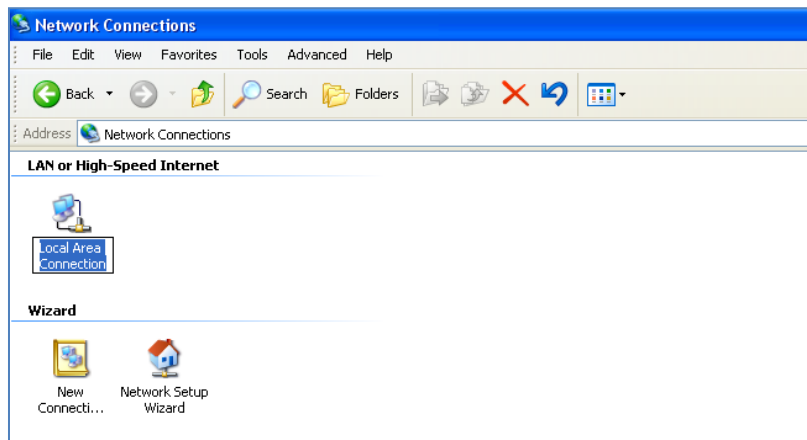 Network Connections
File Edit View Favorites Tools Advanced Help
Back Search Folders
Address Network Connections
LAN or High-Speed Internet
Local Area
Connection
Wizard
New
Connecti...
Network Setup
Wizard